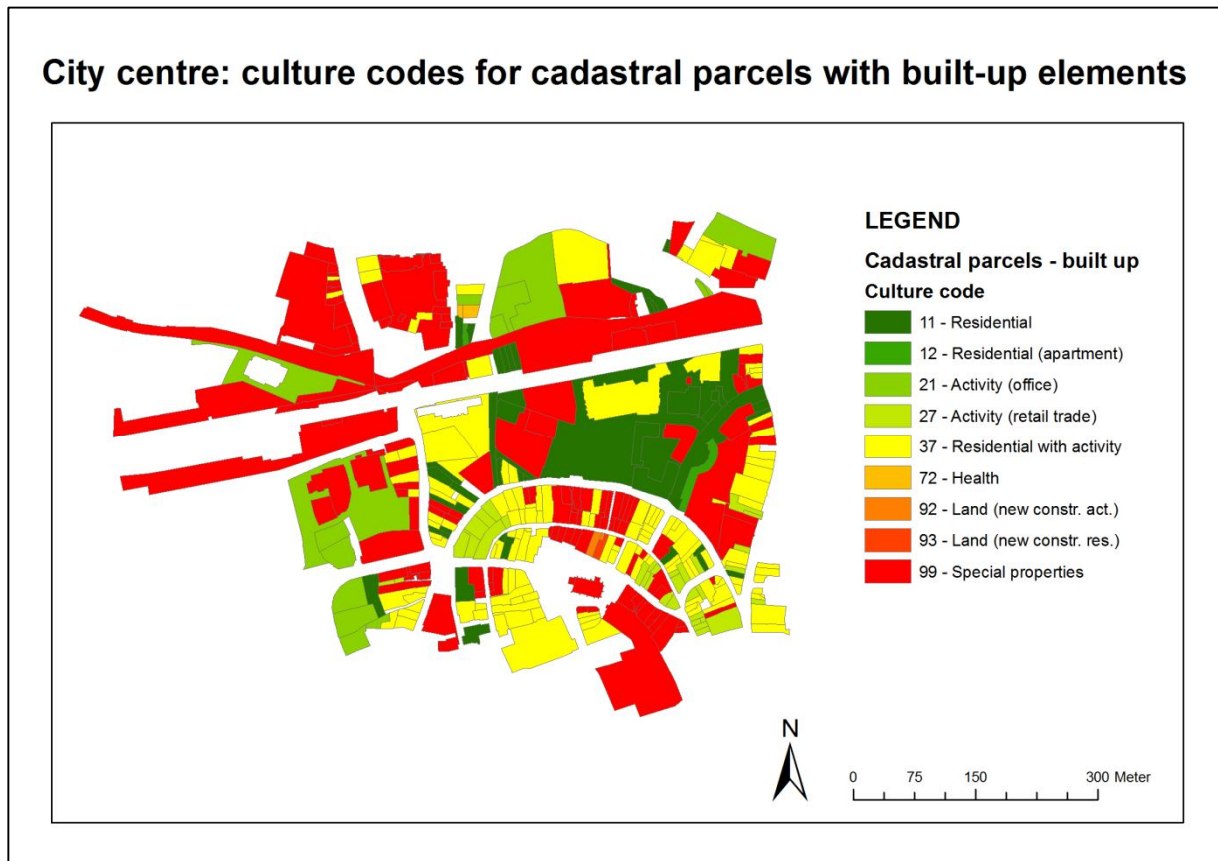 City centre: culture codes for cadastral parcels with built-up elements
LEGEND
Cadastral parcels - built up
Culture code
11 - Residential
12 - Residential (apartment)
21 - Activity (office)
27 - Activity (retail trade)
37 - Residential with activity
72 - Health
92 - Land (new constr. act.)
93 - Land (new constr. res.)
99 - Special properties
N
0 75 150 300 Meter